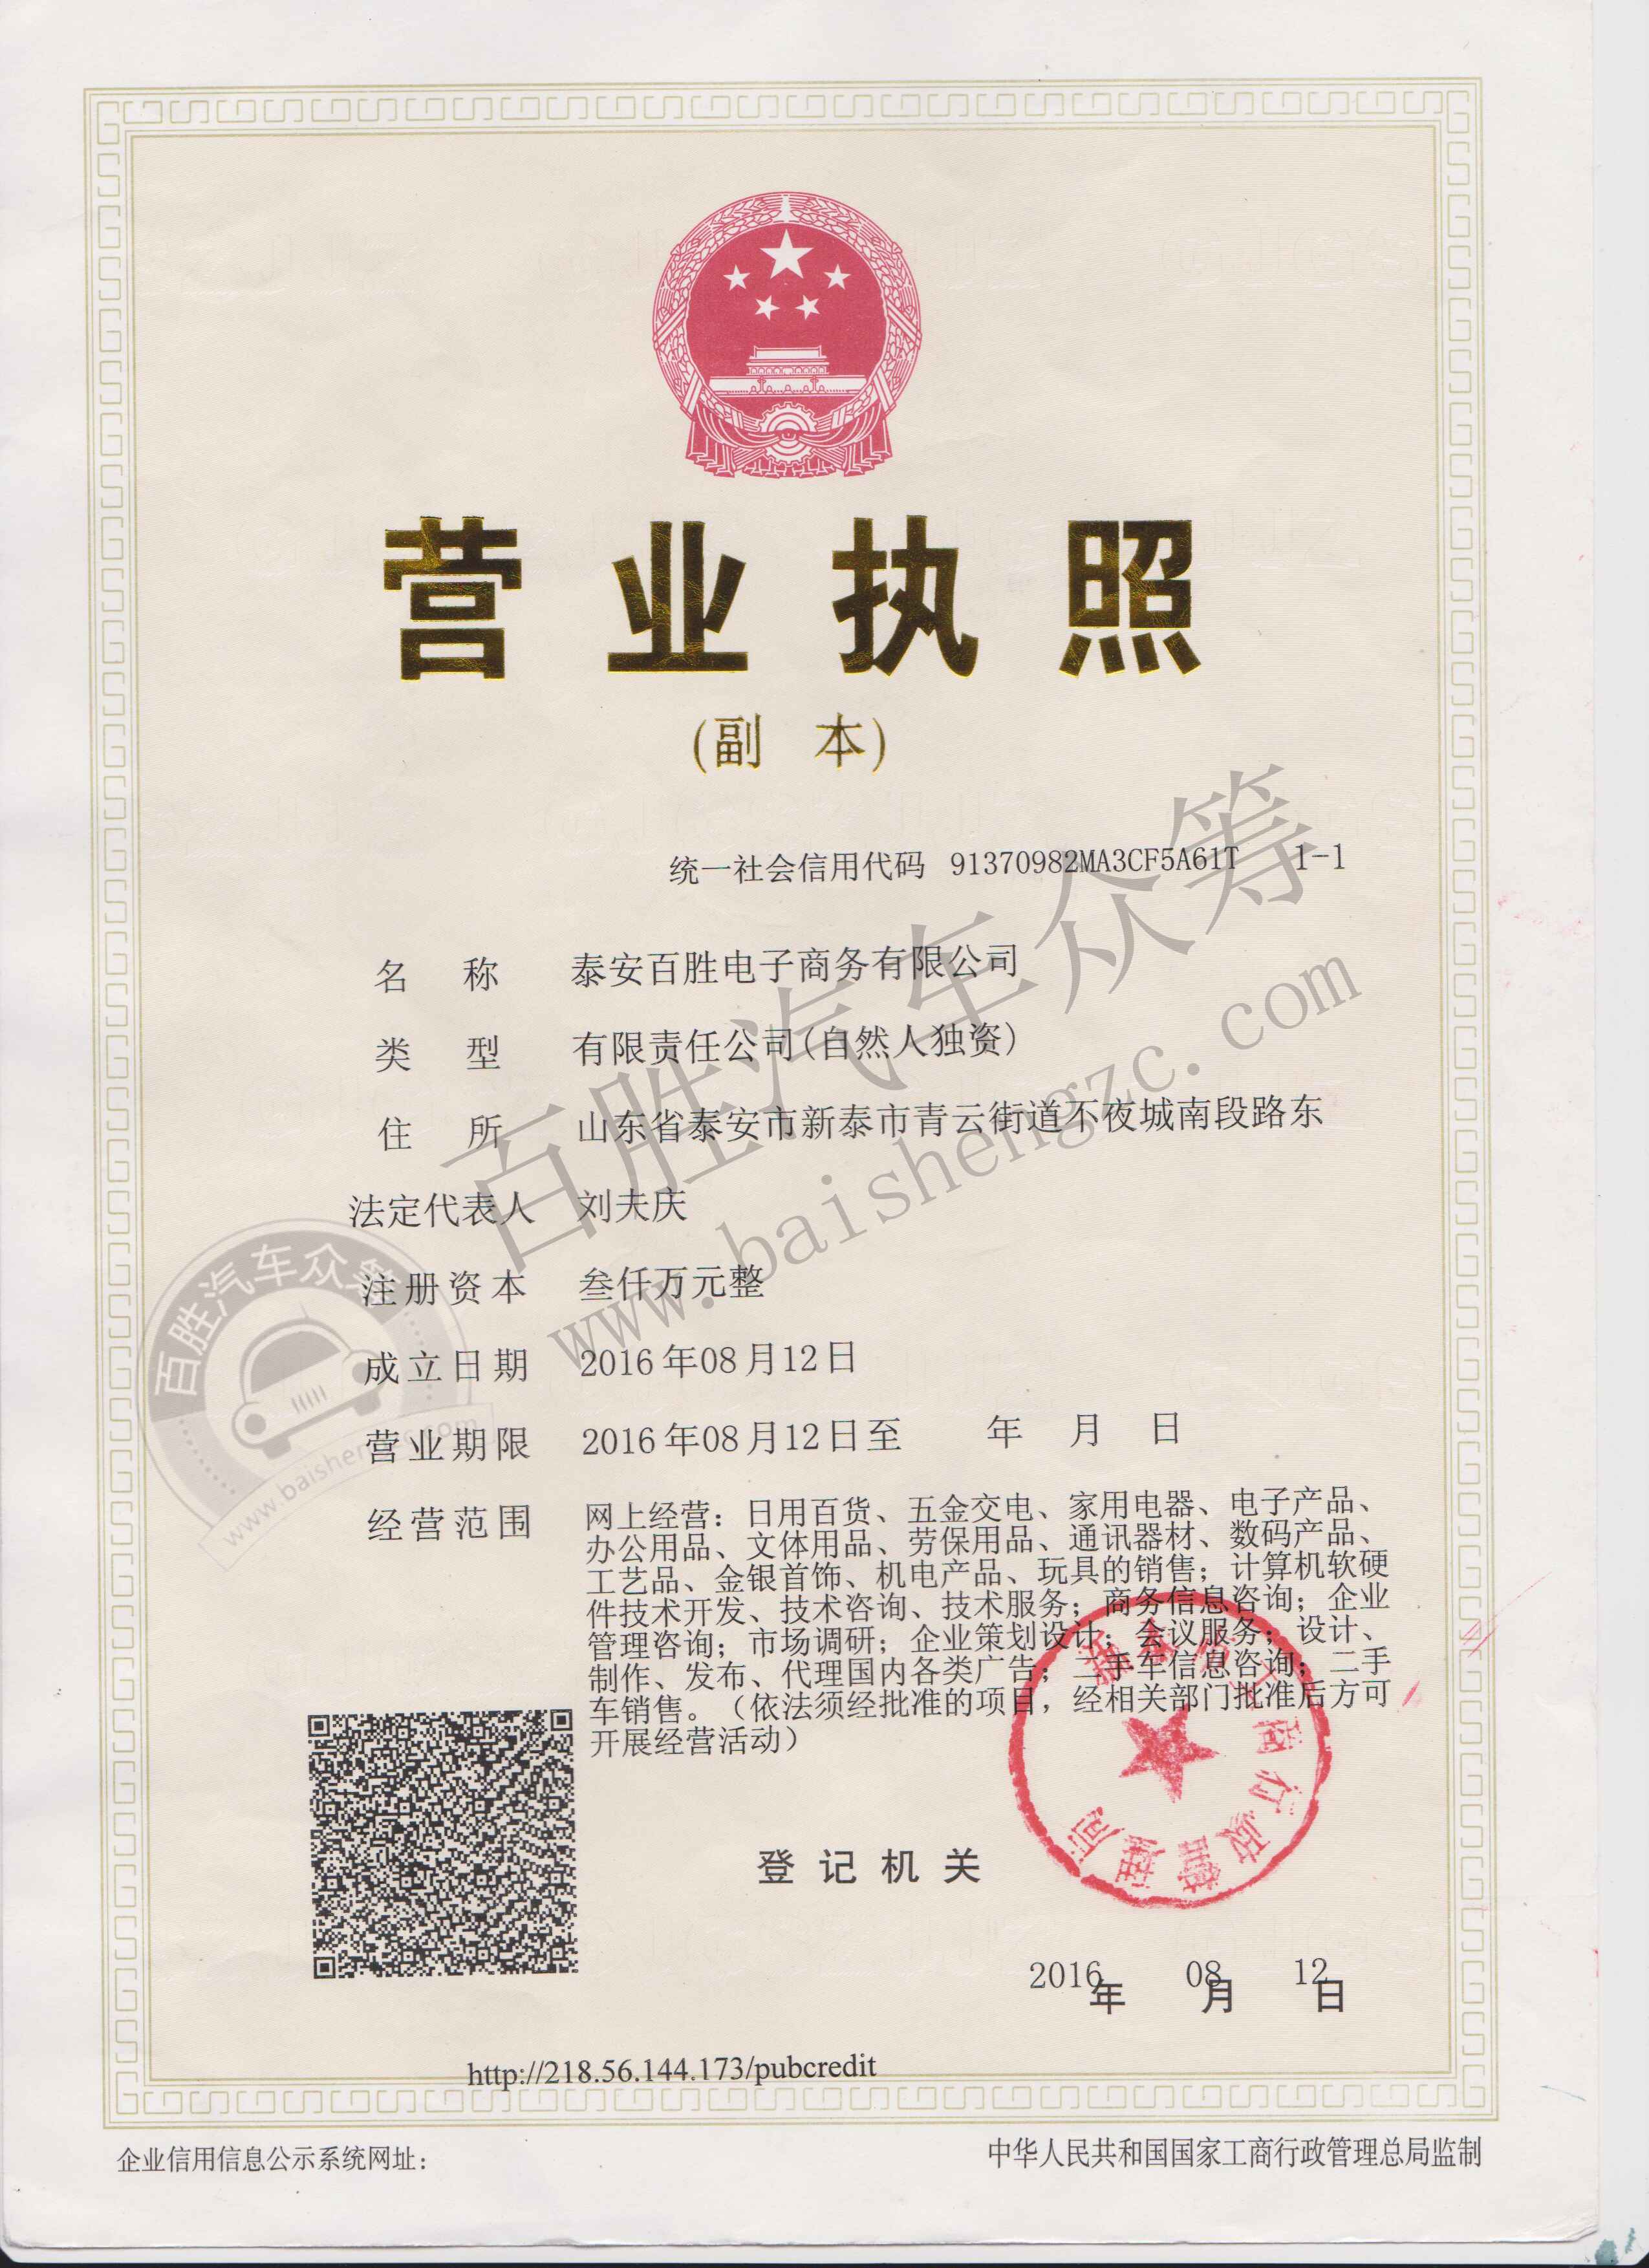 营业执照
(副 本)
统一社会信用代码 91370982MA3CF5A61T 1-1
名 称 泰安百胜电子商务有限公司
类 型 有限责任公司(自然人独资)
住 所 山东省泰安市新泰市青云街道不夜城南段路东
法定代表人 刘夫庆
注册资本 叁仟万元整
成立日期 2016年08月12日
营业期限 2016年08月12日至 年 月 日
经营范围 网上经营：日用百货、五金交电、家用电器、电子产品、
办公用品、文体用品、劳保用品、通讯器材、数码产品、
工艺品、金银首饰、机电产品、玩具的销售；计算机软硬
件技术开发、技术咨询、技术服务；商务信息咨询；企业
管理咨询；市场调研；企业策划设计；会议服务；设计、
制作、发布、代理国内各类广告；二手车信息咨询；二手
车销售。（依法须经批准的项目，经相关部门批准后方可
开展经营活动）
登记机关
新泰市工商行政管理局
2016年 08月 12日
http://218.56.144.173/pubcredit
企业信用信息公示系统网址：
中华人民共和国国家工商行政管理总局监制
百胜汽车众筹
www.baishengzc.com
百胜汽车众筹
www.baishengzc.com